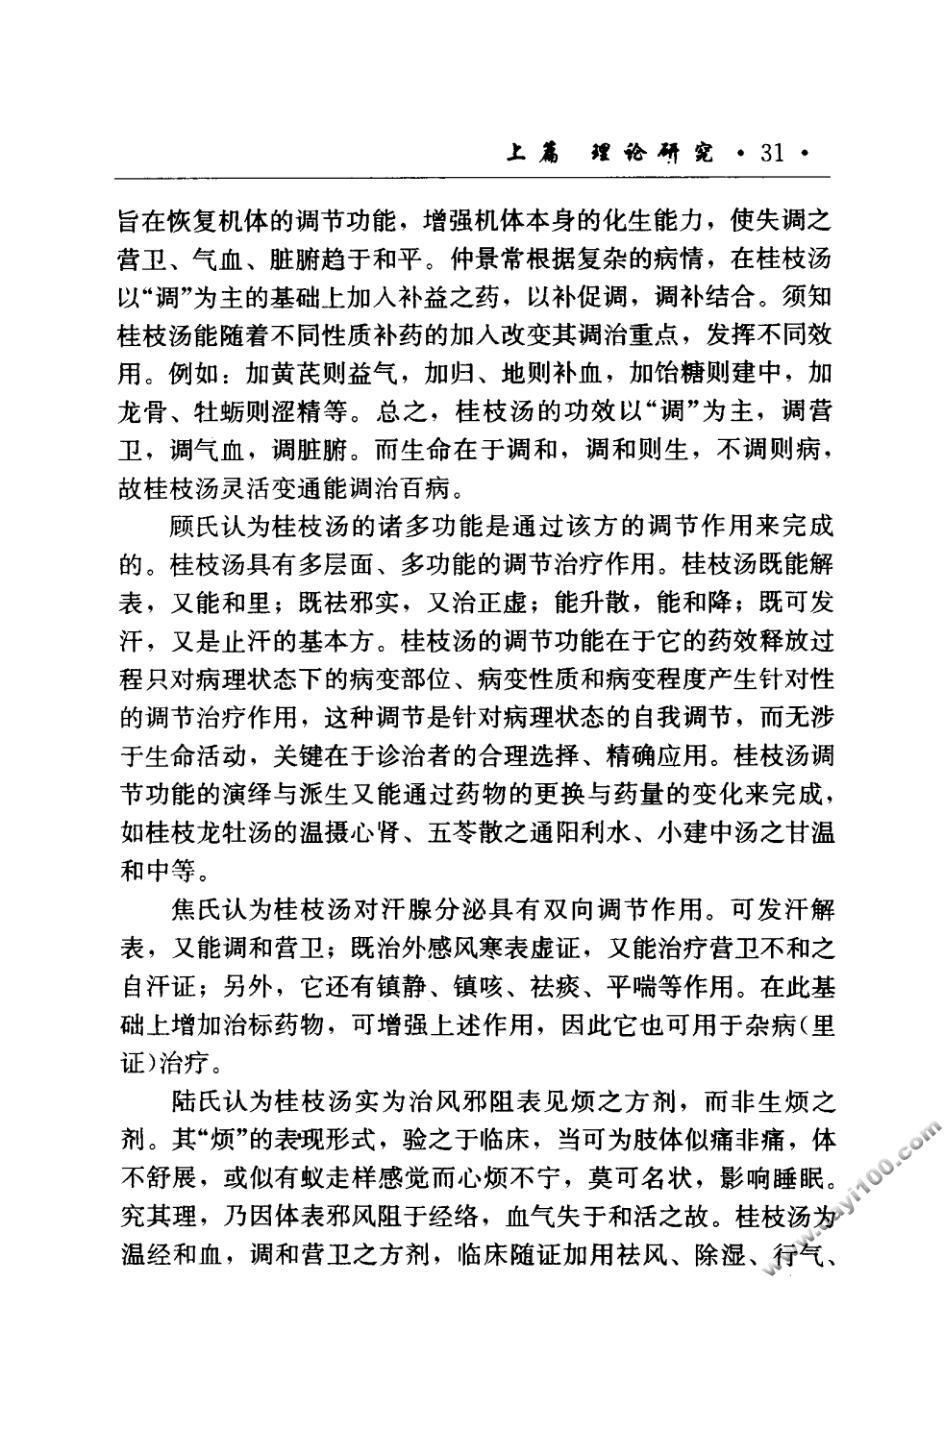 上篇 理论研究 · 31 ·
旨在恢复机体的调节功能，增强机体本身的化生能力，使失调之
营卫、气血、脏腑趋于和平。仲景常根据复杂的病情，在桂枝汤
以“调”为主的基础上加入补益之药，以补促调，调补结合。须知
桂枝汤能随着不同性质补药的加入改变其调治重点，发挥不同效
用。例如：加黄芪则益气，加归、地则补血，加饴糖则建中，加
龙骨、牡蛎则涩精等。总之，桂枝汤的功效以“调”为主，调营
卫，调气血，调脏腑。而生命在于调和，调和则生，不调则病，
故桂枝汤灵活变通能调治百病。
顾氏认为桂枝汤的诸多功能是通过该方的调节作用来完成
的。桂枝汤具有多层面、多功能的调节治疗作用。桂枝汤既能解
表，又能和里；既祛邪实，又治正虚；能升散，能和降；既可发
汗，又是止汗的基本方。桂枝汤的调节功能在于它的药效释放过
程只对病理状态下的病变部位、病变性质和病变程度产生针对性
的调节治疗作用，这种调节是针对病理状态的自我调节，而无涉
于生命活动，关键在于诊治者的合理选择、精确应用。桂枝汤调
节功能的演绎与派生又能通过药物的更换与药量的变化来完成，
如桂枝龙牡汤的温摄心肾、五苓散之通阳利水、小建中汤之甘温
和中等。
焦氏认为桂枝汤对汗腺分泌具有双向调节作用。可发汗解
表，又能调和营卫；既治外感风寒表虚证，又能治疗营卫不和之
自汗证；另外，它还有镇静、镇咳、祛痰、平喘等作用。在此基
础上增加治标药物，可增强上述作用，因此它也可用于杂病（里
证）治疗。
陆氏认为桂枝汤实为治风邪阻表见烦之方剂，而非生烦之
剂。其“烦”的表现形式，验之于临床，当可为肢体似痛非痛，体
不舒展，或似有蚁走样感觉而心烦不宁，莫可名状，影响睡眠。
究其理，乃因体表邪风阻于经络，血气失于和活之故。桂枝汤为
温经和血，调和营卫之方剂，临床随证加用祛风、除湿、行气、